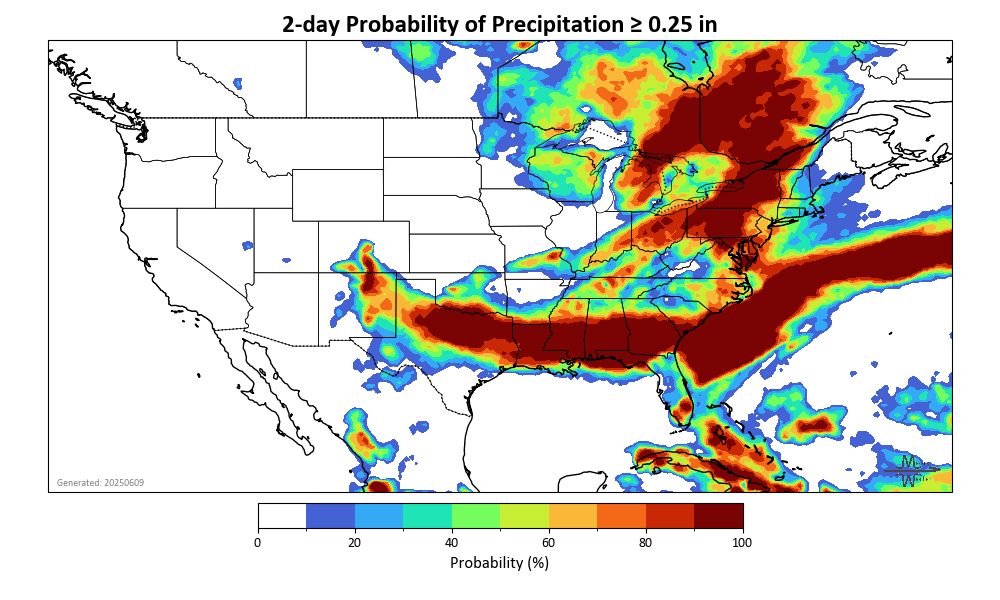 2-day Probability of Precipitation ≥ 0.25 in
Generated: 20250609
0 20 40 60 80 100
Probability (%)